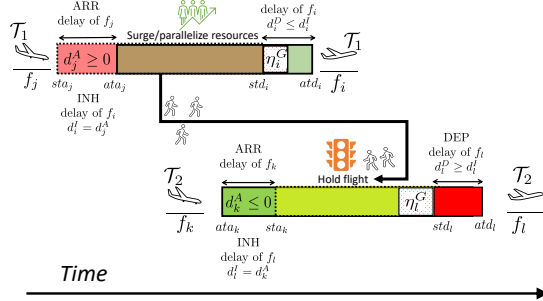 ARR
delay of f_j
Surge/parallelize resources
delay of f_i
d_i^D ≤ d_i^I
T_1
f_j
d_j^A ≥ 0
η_i^G
T_1
f_i
sta_j
ata_j
std_i
atd_i
INH
delay of f_i
d_i^I = d_j^A
ARR
delay of f_k
Hold flight
DEP
delay of f_l
d_l^D ≥ d_l^I
T_2
f_k
d_k^A ≤ 0
η_l^G
T_2
f_l
ata_k
sta_k
std_l
atd_l
INH
delay of f_l
d_l^I = d_k^A
Time